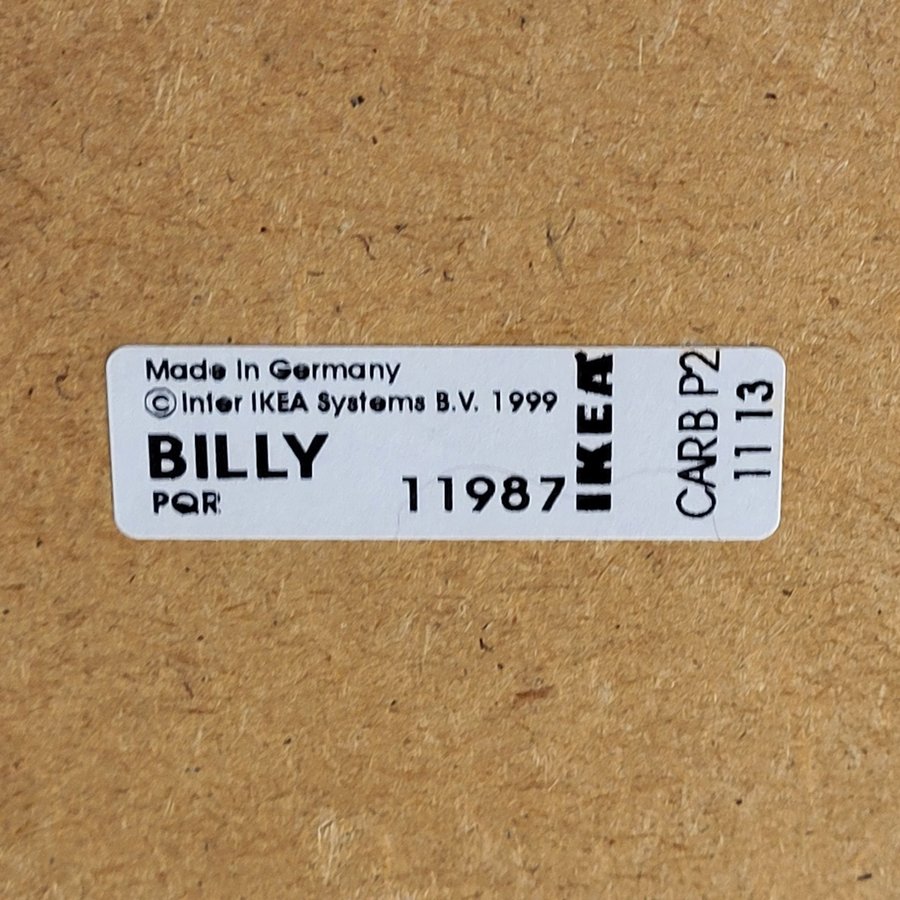 Made In Germany
©Inter IKEA Systems B.V. 1999
BILLY
PQR
11987
IKEA
CARB P2
11 13